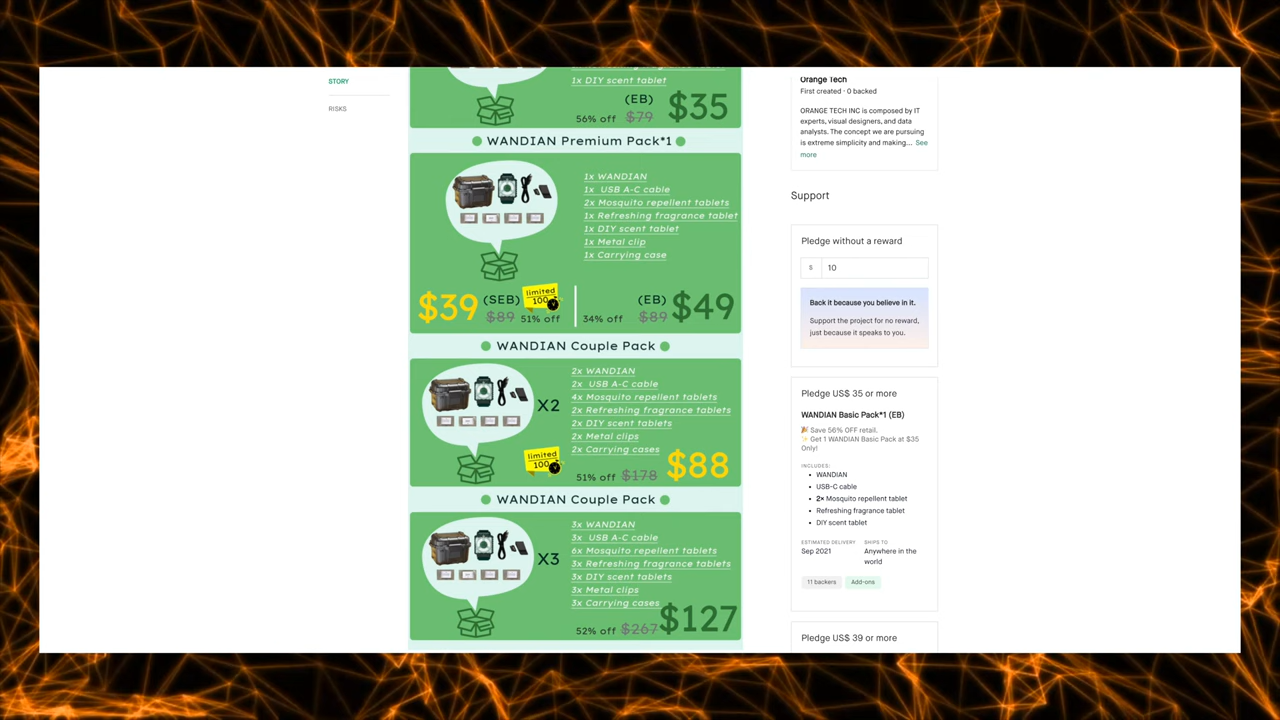 STORY
RISKS
1x DIY scent tablet
(EB)
56% off $79 $35
WANDIAN Premium Pack*1
1x WANDIAN
1x USB A-C cable
2x Mosquito repellent tablets
1x Refreshing fragrance tablet
1x DIY scent tablet
1x Metal clip
1x Carrying case
$39 (SEB) limited 100
$89 51% off
(EB) $49
34% off $89
WANDIAN Couple Pack
2x WANDIAN
2x USB A-C cable
4x Mosquito repellent tablets
2x Refreshing fragrance tablets
2x DIY scent tablets
2x Metal clips
2x Carrying cases
X2
limited 100
51% off $178 $88
WANDIAN Couple Pack
3x WANDIAN
3x USB A-C cable
6x Mosquito repellent tablets
3x Refreshing fragrance tablets
3x DIY scent tablets
3x Metal clips
3x Carrying cases
X3
52% off $267 $127
Orange Tech
First created · 0 backed
ORANGE TECH INC is composed by IT
experts, visual designers, and data
analysts. The concept we are pursuing
is extreme simplicity and making... See
more
Support
Pledge without a reward
$ 10
Back it because you believe in it.
Support the project for no reward,
just because it speaks to you.
Pledge US$ 35 or more
WANDIAN Basic Pack*1 (EB)
🎉 Save 56% OFF retail.
✨ Get 1 WANDIAN Basic Pack at $35
Only!
INCLUDES:
• WANDIAN
• USB-C cable
• 2× Mosquito repellent tablet
• Refreshing fragrance tablet
• DIY scent tablet
ESTIMATED DELIVERY SHIPS TO
Sep 2021 Anywhere in the
world
11 backers Add-ons
Pledge US$ 39 or more